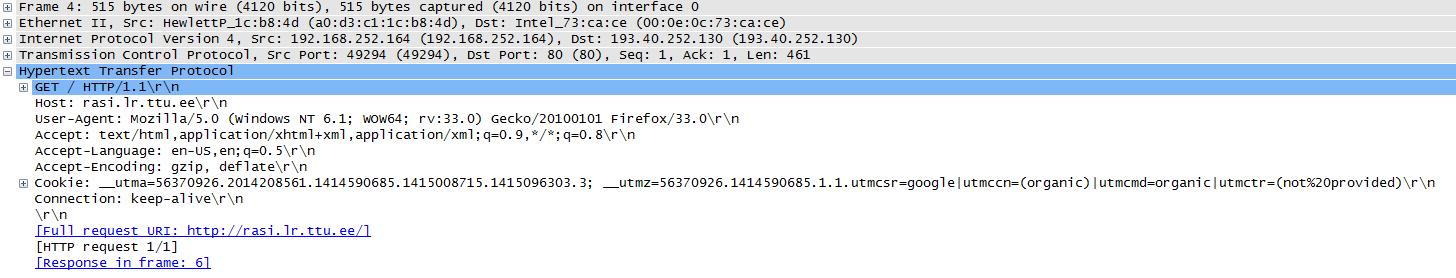 Frame 4: 515 bytes on wire (4120 bits), 515 bytes captured (4120 bits) on interface 0
Ethernet II, Src: HewlettP_1c:b8:4d (a0:d3:c1:1c:b8:4d), Dst: Intel_73:ca:ce (00:0e:0c:73:ca:ce)
Internet Protocol Version 4, Src: 192.168.252.164 (192.168.252.164), Dst: 193.40.252.130 (193.40.252.130)
Transmission Control Protocol, Src Port: 49294 (49294), Dst Port: 80 (80), Seq: 1, Ack: 1, Len: 461
Hypertext Transfer Protocol
GET / HTTP/1.1\r\n
Host: rasi.lr.ttu.ee\r\n
User-Agent: Mozilla/5.0 (Windows NT 6.1; WOW64; rv:33.0) Gecko/20100101 Firefox/33.0\r\n
Accept: text/html,application/xhtml+xml,application/xml;q=0.9,*/*;q=0.8\r\n
Accept-Language: en-US,en;q=0.5\r\n
Accept-Encoding: gzip, deflate\r\n
Cookie: __utma=56370926.2014208561.1414590685.1415008715.1415096303.3; __utmz=56370926.1414590685.1.1.utmcsr=google|utmccn=(organic)|utmcmd=organic|utmctr=(not%20provided)\r\n
Connection: keep-alive\r\n
\r\n
[Full request URI: http://rasi.lr.ttu.ee/]
[HTTP request 1/1]
[Response in frame: 6]